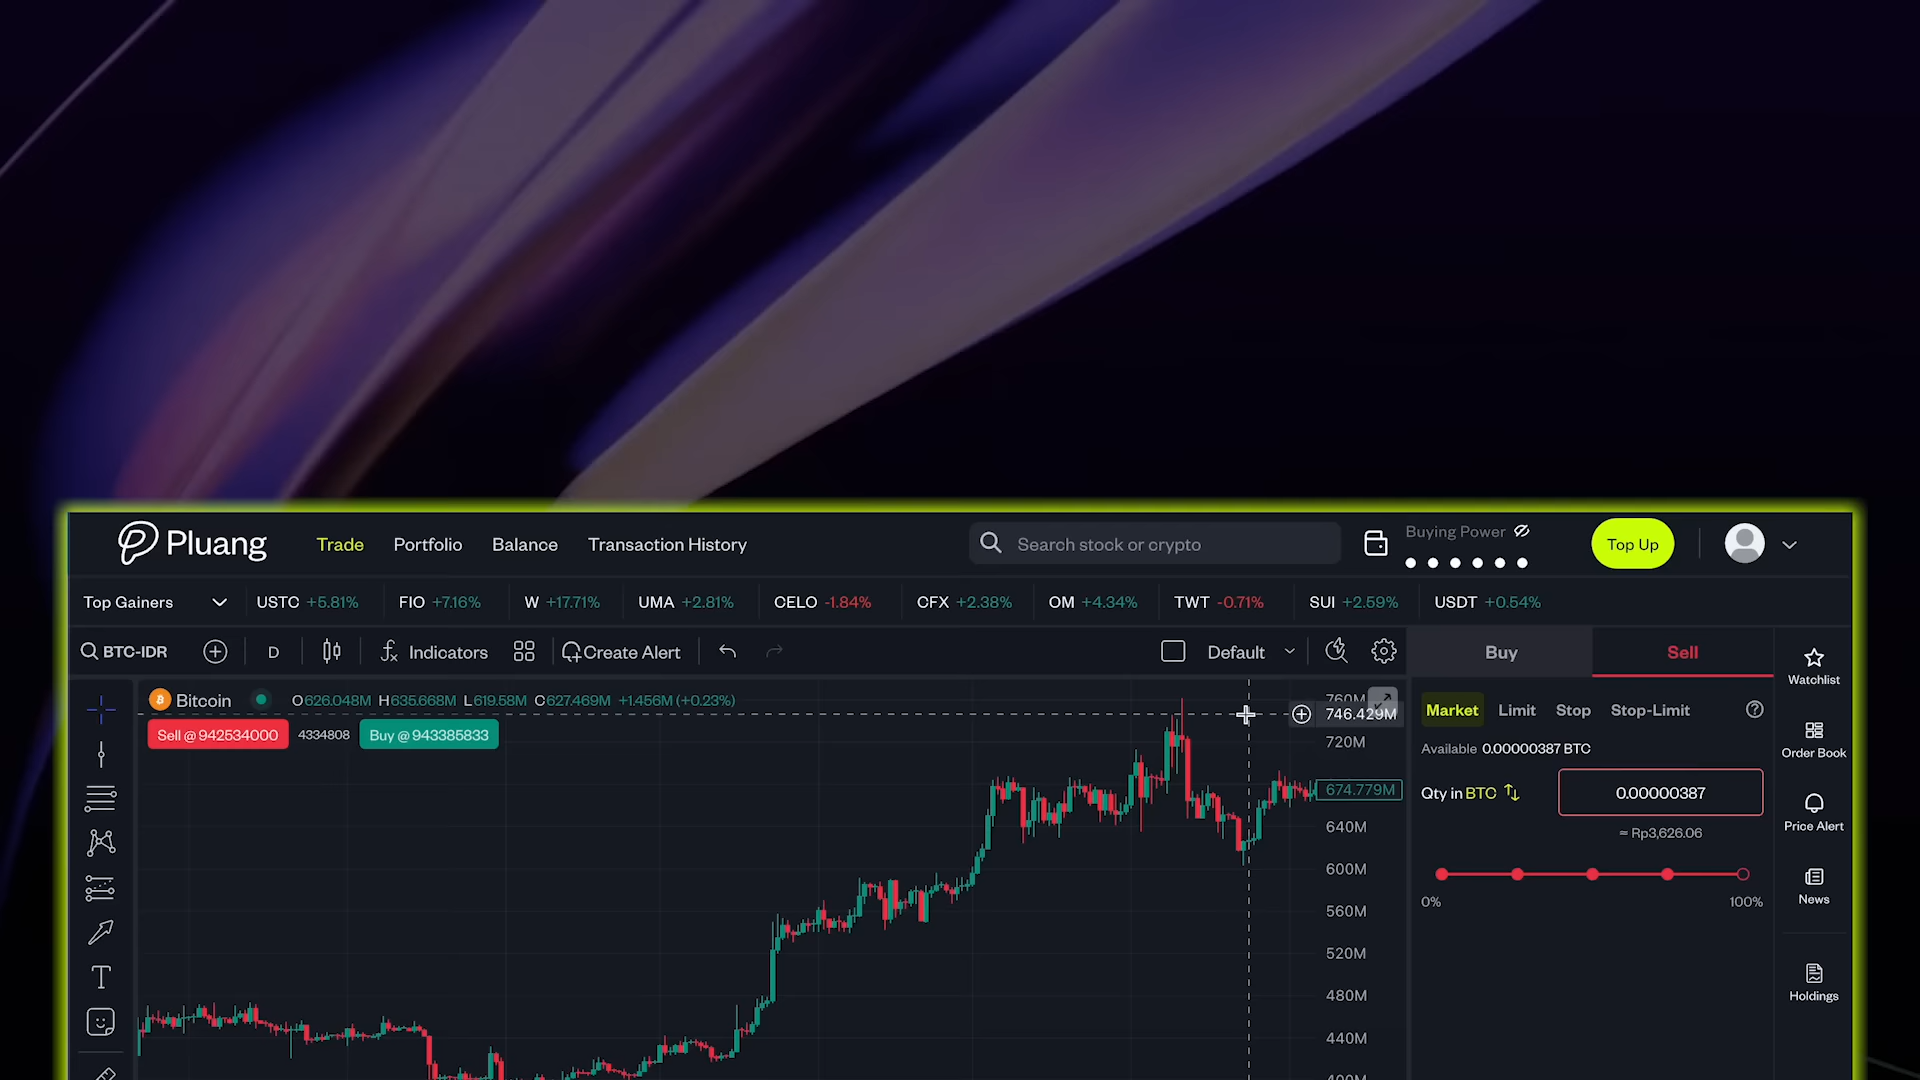 Pluang
Trade Portfolio Balance Transaction History
Search stock or crypto
Buying Power
Top Up
Top Gainers USTC +5.81% FIO +7.16% W +17.71% UMA +2.81% CELO -1.84% CFX +2.38% OM +4.34% TWT -0.71% SUI +2.59% USDT +0.54%
BTC-IDR D Indicators Create Alert Default
Buy Sell
Bitcoin O626.048M H635.668M L619.58M C627.469M +1.456M (+0.23%)
Sell @ 942534000 4334808 Buy @ 943385833
760M
746.429M
720M
674.779M
640M
600M
560M
520M
480M
440M
Market Limit Stop Stop-Limit
Available 0.00000387 BTC
Qty in BTC 0.00000387
≈ Rp3,626.06
0% 100%
Watchlist
Order Book
Price Alert
News
Holdings